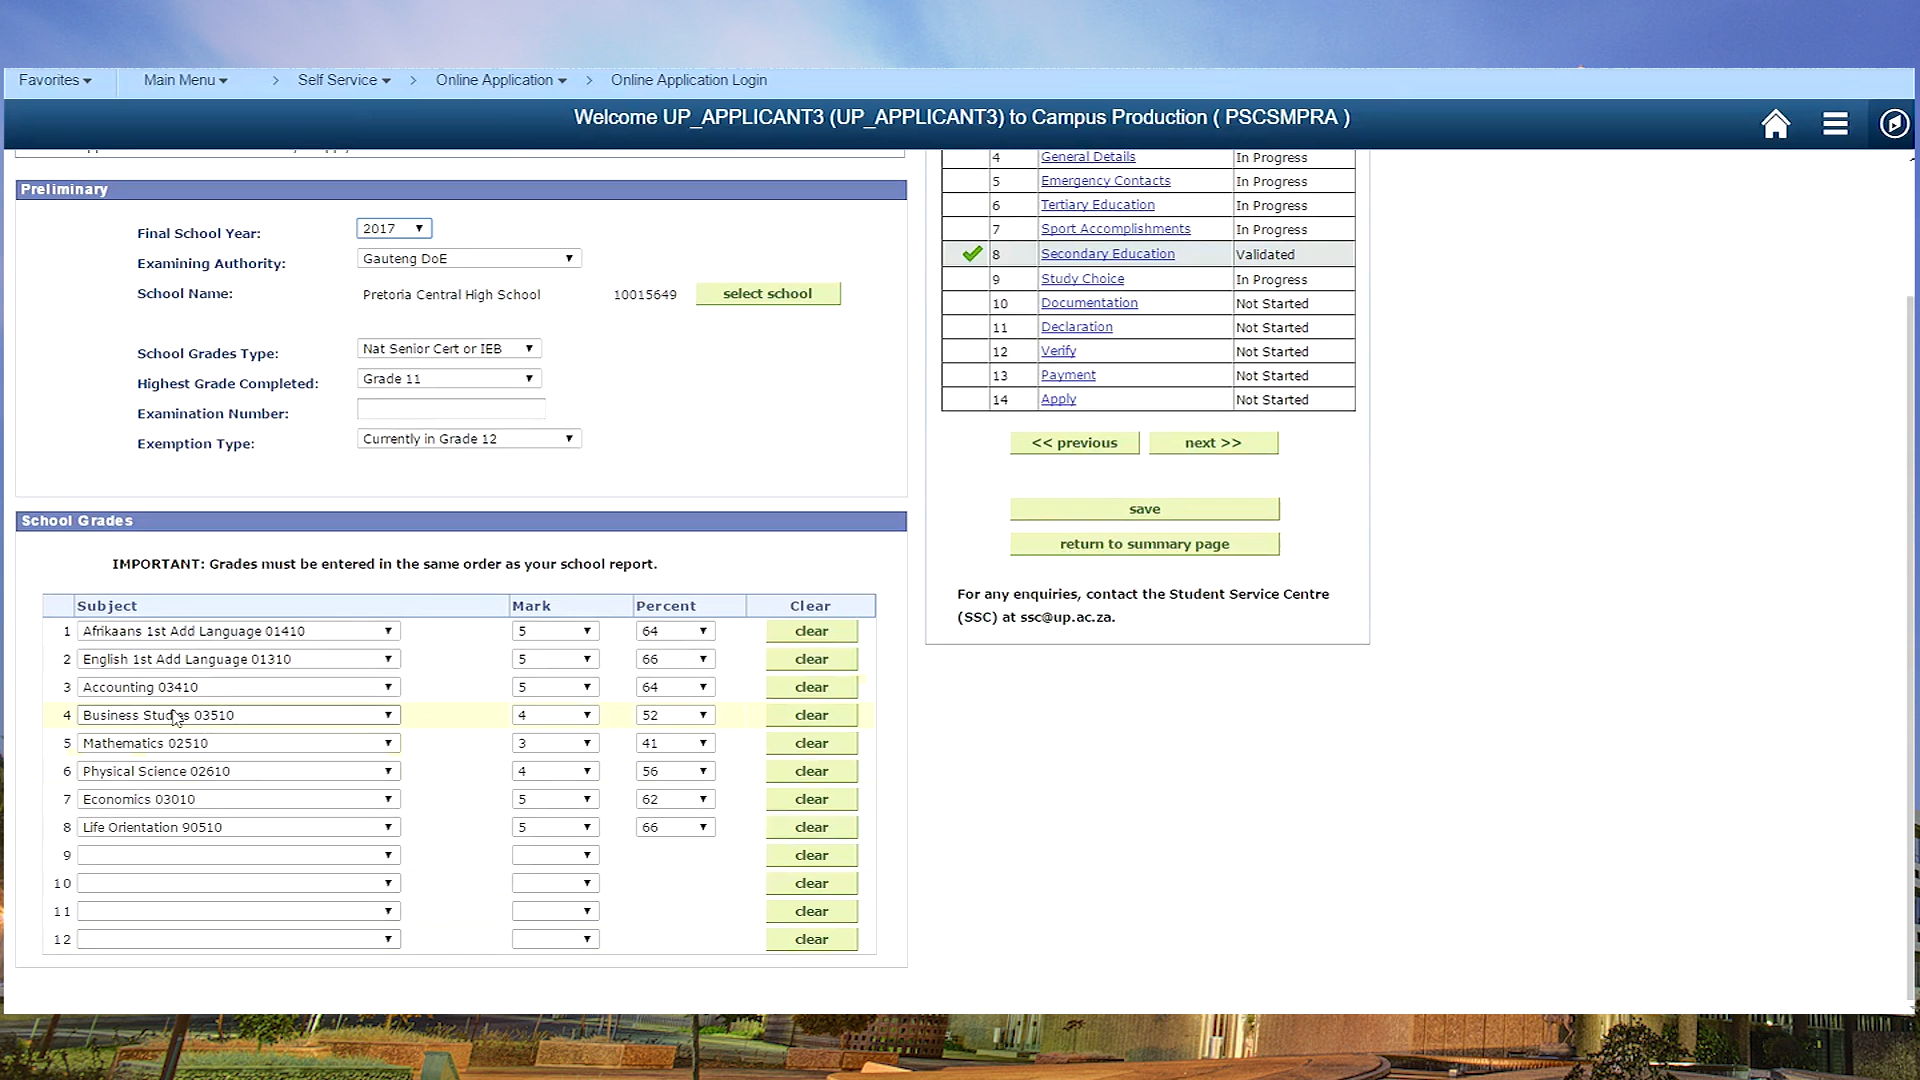 Favorites Main Menu > Self Service > Online Application > Online Application Login
Welcome UP_APPLICANT3 (UP_APPLICANT3) to Campus Production ( PSCSMPRA )
Preliminary
Final School Year: 2017
Examining Authority: Gauteng DoE
School Name: Pretoria Central High School 10015649 select school
School Grades Type: Nat Senior Cert or IEB
Highest Grade Completed: Grade 11
Examination Number:
Exemption Type: Currently in Grade 12
School Grades
IMPORTANT: Grades must be entered in the same order as your school report.
Subject Mark Percent Clear
1 Afrikaans 1st Add Language 01410 5 64 clear
2 English 1st Add Language 01310 5 66 clear
3 Accounting 03410 5 64 clear
4 Business Studies 03510 4 52 clear
5 Mathematics 02510 3 41 clear
6 Physical Science 02610 4 56 clear
7 Economics 03010 5 62 clear
8 Life Orientation 90510 5 66 clear
9 clear
10 clear
11 clear
12 clear
4 General Details In Progress
5 Emergency Contacts In Progress
6 Tertiary Education In Progress
7 Sport Accomplishments In Progress
8 Secondary Education Validated
9 Study Choice In Progress
10 Documentation Not Started
11 Declaration Not Started
12 Verify Not Started
13 Payment Not Started
14 Apply Not Started
<< previous next >>
save
return to summary page
For any enquiries, contact the Student Service Centre
(SSC) at ssc@up.ac.za.